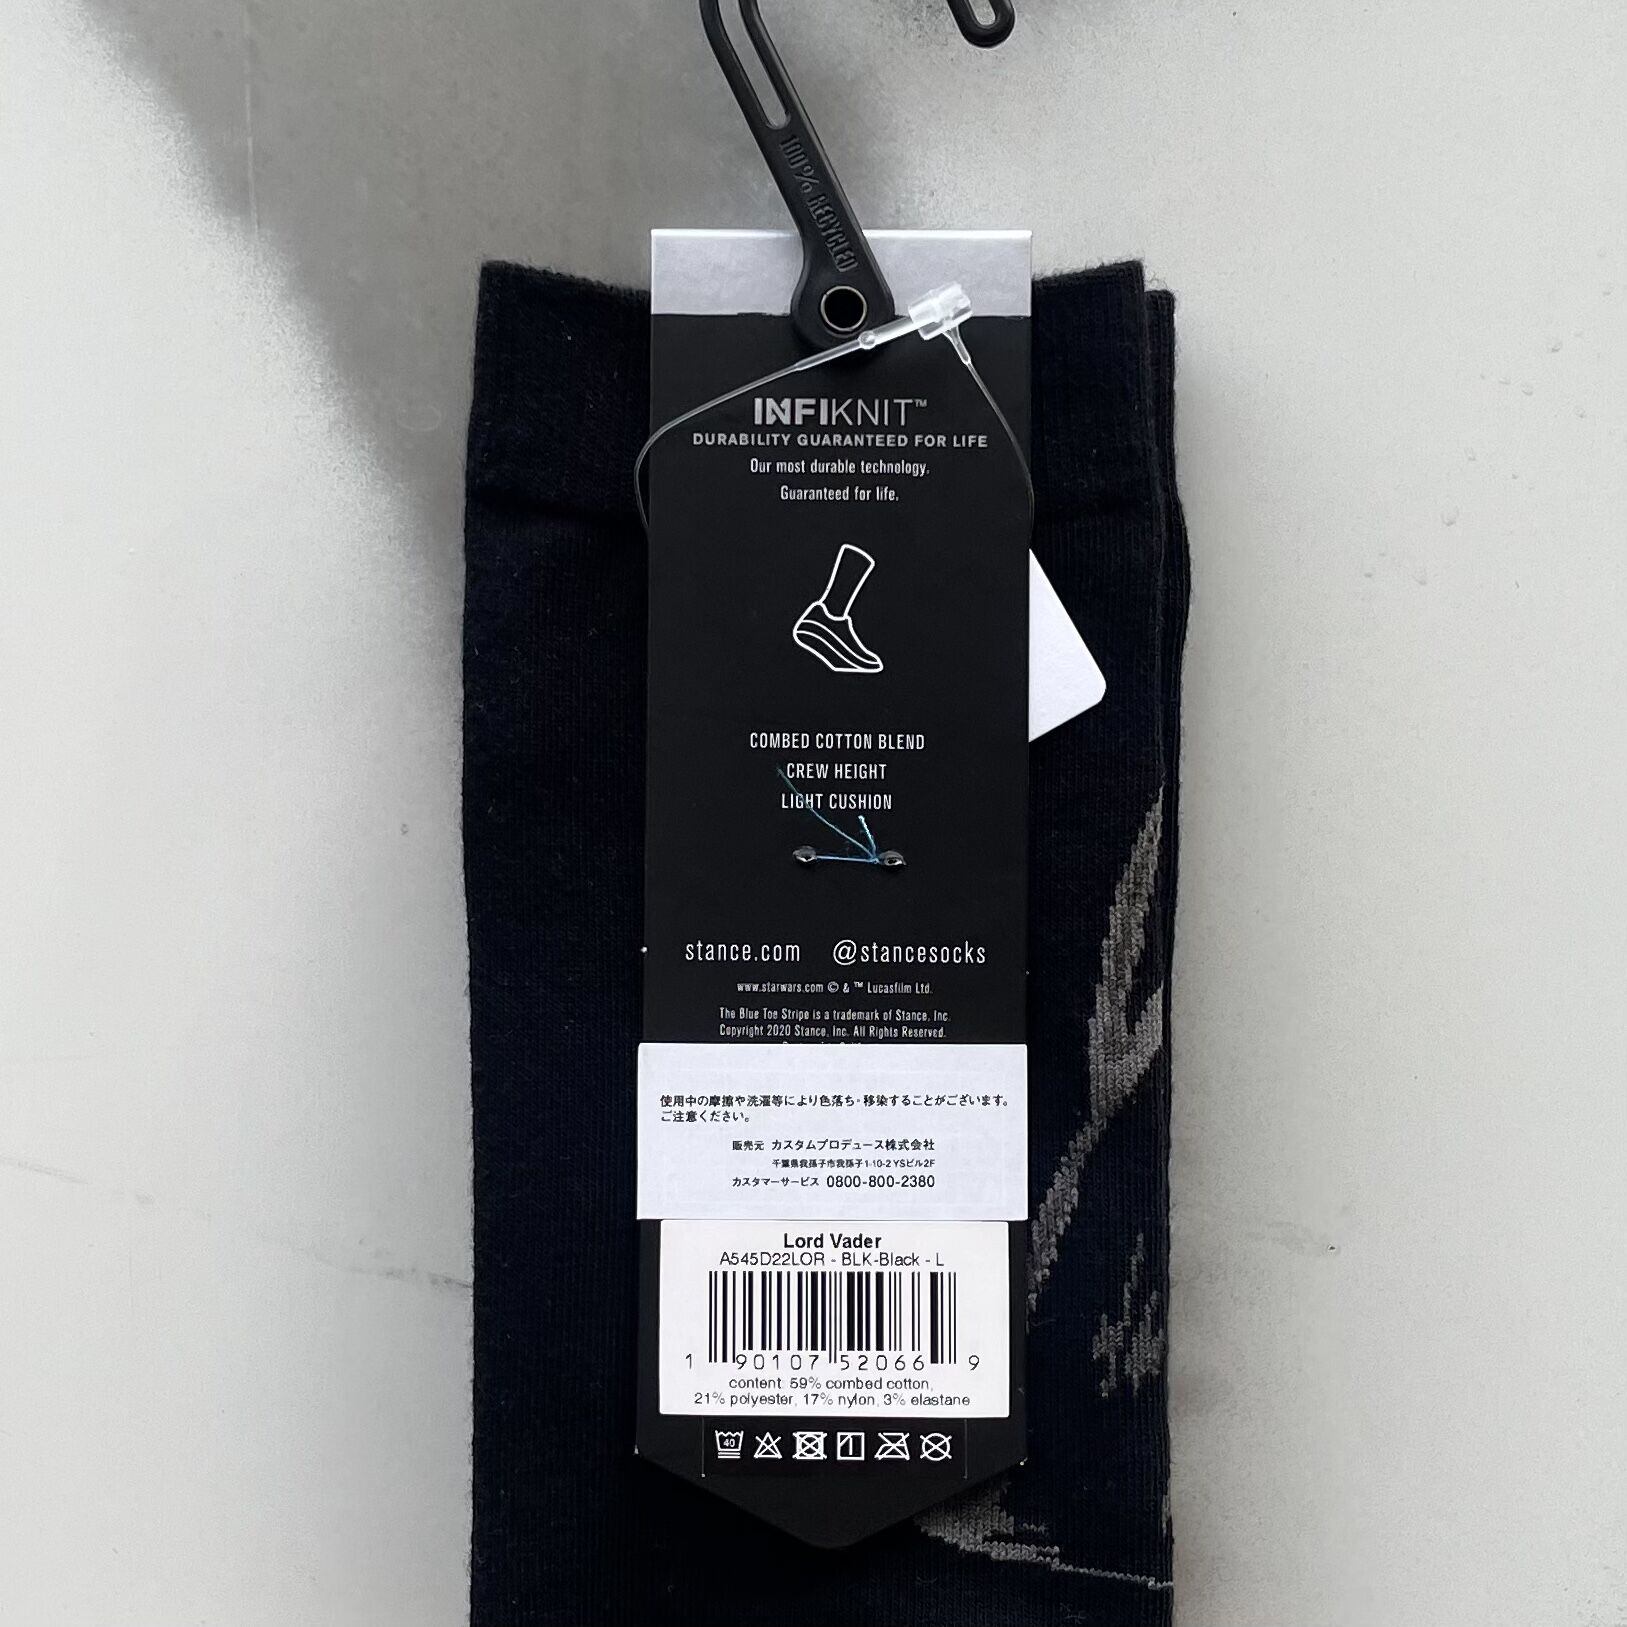 100% RECYCLED
INFIKNIT™
DURABILITY GUARANTEED FOR LIFE
Our most durable technology.
Guaranteed for life.
COMBED COTTON BLEND
CREW HEIGHT
LIGHT CUSHION
stance.com @stancesocks
www.starwars.com © & ™ Lucasfilm Ltd.
The Blue Toe Stripe is a trademark of Stance, Inc.
Copyright 2020 Stance, Inc. All Rights Reserved.
使用中の摩擦や洗濯等により色落ち・移染することがございます。
ご注意ください。
販売元 カスタムプロデュース株式会社
千葉県我孫子市我孫子1-10-2 YSビル2F
カスタマーサービス 0800-800-2380
Lord Vader
A545D22LOR - BLK-Black - L
1 90107 52066 9
content 59% combed cotton,
21% polyester, 17% nylon, 3% elastane
40